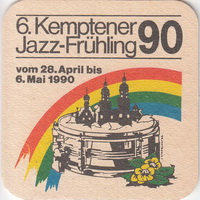 6. Kemptener
Jazz-Frühling 90
vom 28. April bis
6. Mai 1990